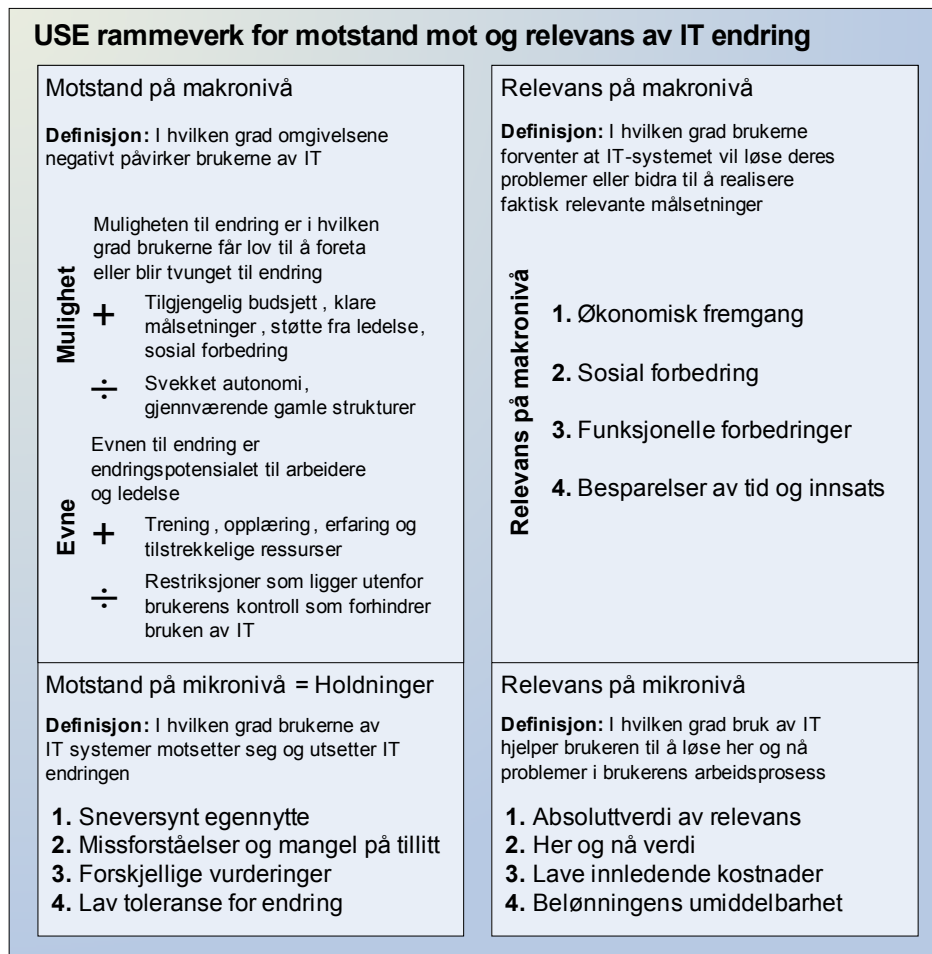 USE rammeverk for motstand mot og relevans av IT endring
Motstand på makronivå
Definisjon: I hvilken grad omgivelsene
negativt påvirker brukerne av IT
Mulighet
Muligheten til endring er i hvilken
grad brukerne får lov til å foreta
eller blir tvunget til endring
+ Tilgjengelig budsjett , klare
målsetninger , støtte fra ledelse ,
sosial forbedring
÷ Svekket autonomi ,
gjennværende gamle strukturer
Evne
Evnen til endring er
endringspotensialet til arbeidere
og ledelse
+ Trening , opplæring , erfaring og
tilstrekkelige ressurser
÷ Restriksjoner som ligger utenfor
brukerens kontroll som forhindrer
bruken av IT
Relevans på makronivå
Definisjon: I hvilken grad brukerne
forventer at IT-systemet vil løse deres
problemer eller bidra til å realisere
faktisk relevante målsetninger
Relevans på makronivå
1. Økonomisk fremgang
2. Sosial forbedring
3. Funksjonelle forbedringer
4. Besparelser av tid og innsats
Motstand på mikronivå = Holdninger
Definisjon: I hvilken grad brukerne av
IT systemer motsetter seg og utsetter IT
endringen
1. Sneversynt egennytte
2. Missforståelser og mangel på tillitt
3. Forskjellige vurderinger
4. Lav toleranse for endring
Relevans på mikronivå
Definisjon: I hvilken grad bruk av IT
hjelper brukeren til å løse her og nå
problemer i brukerens arbeidsprosess
1. Absoluttverdi av relevans
2. Her og nå verdi
3. Lave innledende kostnader
4. Belønningens umiddelbarhet